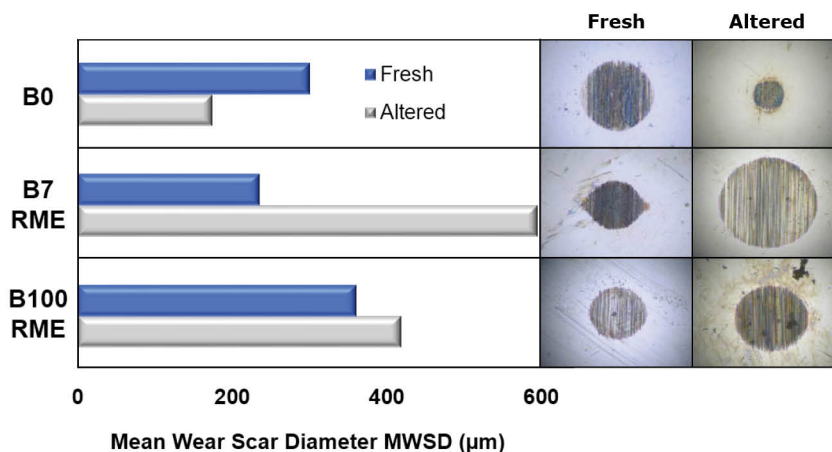 Fresh Altered
B0
Fresh
Altered
B7
RME
B100
RME
0 200 400 600
Mean Wear Scar Diameter MWSD (µm)